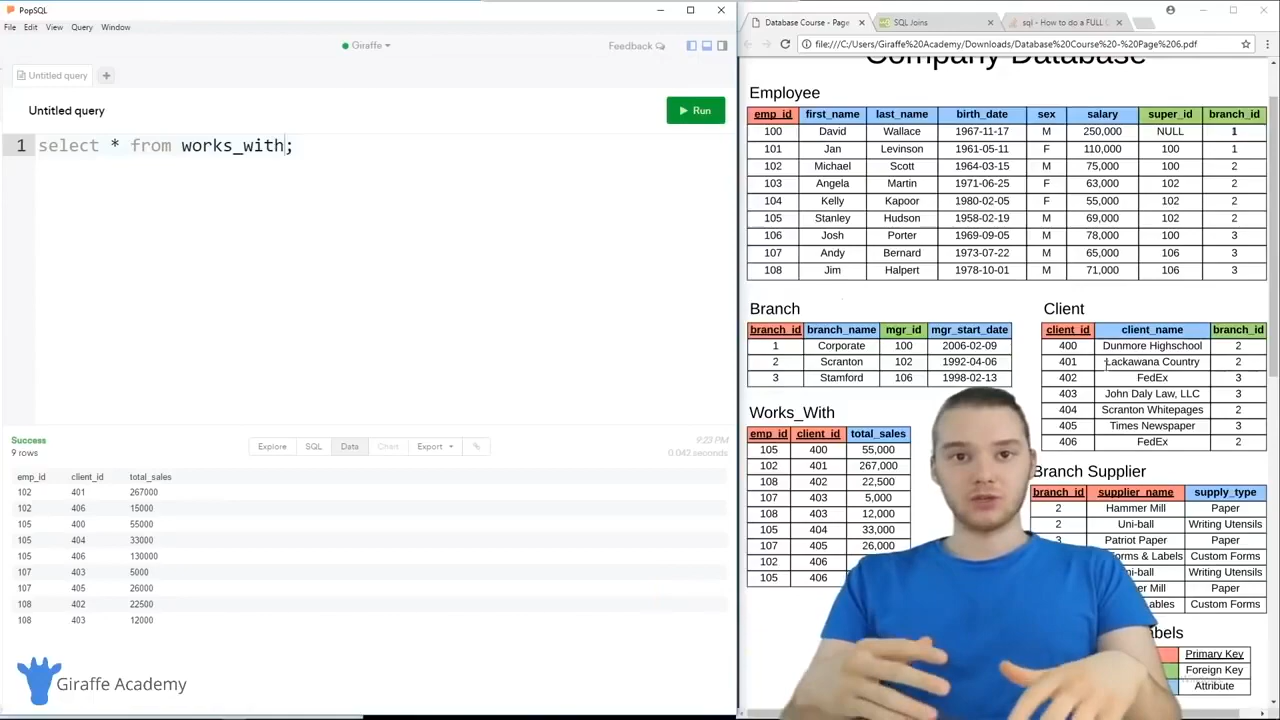 PopSQL
File Edit View Query Window
Giraffe
Feedback
Untitled query
Untitled query
Run
1 select * from works_with;
Success
9 rows
Explore SQL Data Chart Export
9:23 PM
0.042 seconds
emp_id client_id total_sales
102 401 267000
102 406 15000
105 400 55000
105 404 33000
105 406 130000
107 403 5000
107 405 26000
108 402 22500
108 403 12000
Giraffe Academy
Database Course - Page
SQL Joins
sql - How to do a FULL
file:///C:/Users/Giraffe%20Academy/Downloads/Database%20Course%20-%20Page%206.pdf
Company Database
Employee
emp_id first_name last_name birth_date sex salary super_id branch_id
100 David Wallace 1967-11-17 M 250,000 NULL 1
101 Jan Levinson 1961-05-11 F 110,000 100 1
102 Michael Scott 1964-03-15 M 75,000 100 2
103 Angela Martin 1971-06-25 F 63,000 102 2
104 Kelly Kapoor 1980-02-05 F 55,000 102 2
105 Stanley Hudson 1958-02-19 M 69,000 102 2
106 Josh Porter 1969-09-05 M 78,000 100 3
107 Andy Bernard 1973-07-22 M 65,000 106 3
108 Jim Halpert 1978-10-01 M 71,000 106 3
Branch
branch_id branch_name mgr_id mgr_start_date
1 Corporate 100 2006-02-09
2 Scranton 102 1992-04-06
3 Stamford 106 1998-02-13
Client
client_id client_name branch_id
400 Dunmore Highschool 2
401 Lackawana Country 2
402 FedEx 3
403 John Daly Law, LLC 3
404 Scranton Whitepages 2
405 Times Newspaper 3
406 FedEx 2
Works_With
emp_id client_id total_sales
105 400 55,000
102 401 267,000
108 402 22,500
107 403 5,000
108 403 12,000
105 404 33,000
107 405 26,000
102 406
105 406
Branch Supplier
branch_id supplier_name supply_type
2 Hammer Mill Paper
2 Uni-ball Writing Utensils
3 Patriot Paper Paper
Forms & Labels Custom Forms
ni-ball Writing Utensils
er Mill Paper
ables Custom Forms
bels
Primary Key
Foreign Key
Attribute